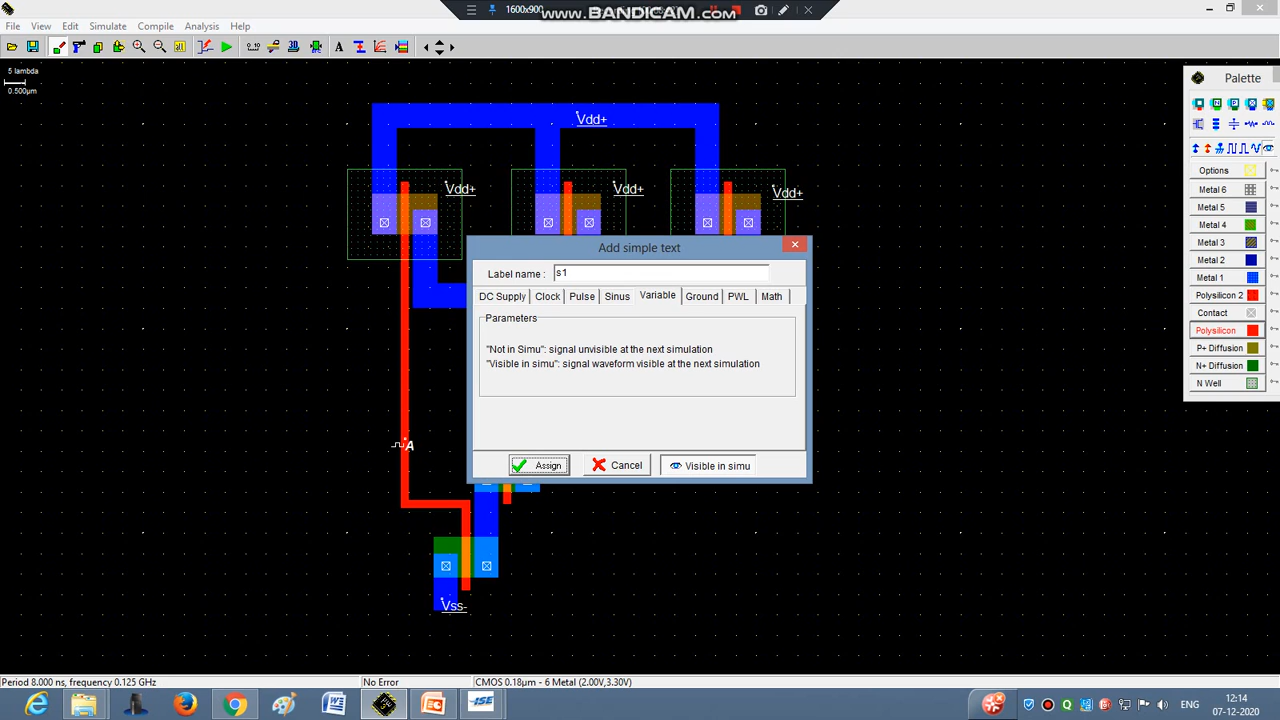 1600x900
www.BANDICAM.com
File View Edit Simulate Compile Analysis Help
5 lambda
0.500µm
Palette
Vdd+
Vdd+
Vdd+
Vdd+
Options
Metal 6
Metal 5
Metal 4
Metal 3
Metal 2
Metal 1
Polysilicon 2
Contact
Polysilicon
P+ Diffusion
N+ Diffusion
N Well
Add simple text
Label name : s1
DC Supply Clock Pulse Sinus Variable Ground PWL Math
Parameters
"Not in Simu": signal unvisible at the next simulation
"Visible in simu": signal waveform visible at the next simulation
Assign Cancel Visible in simu
A
Vss-
Period 8.000 ns, frequency 0.125 GHz No Error CMOS 0.18µm - 6 Metal (2.00V,3.30V)
ISE
ENG
12:14
07-12-2020